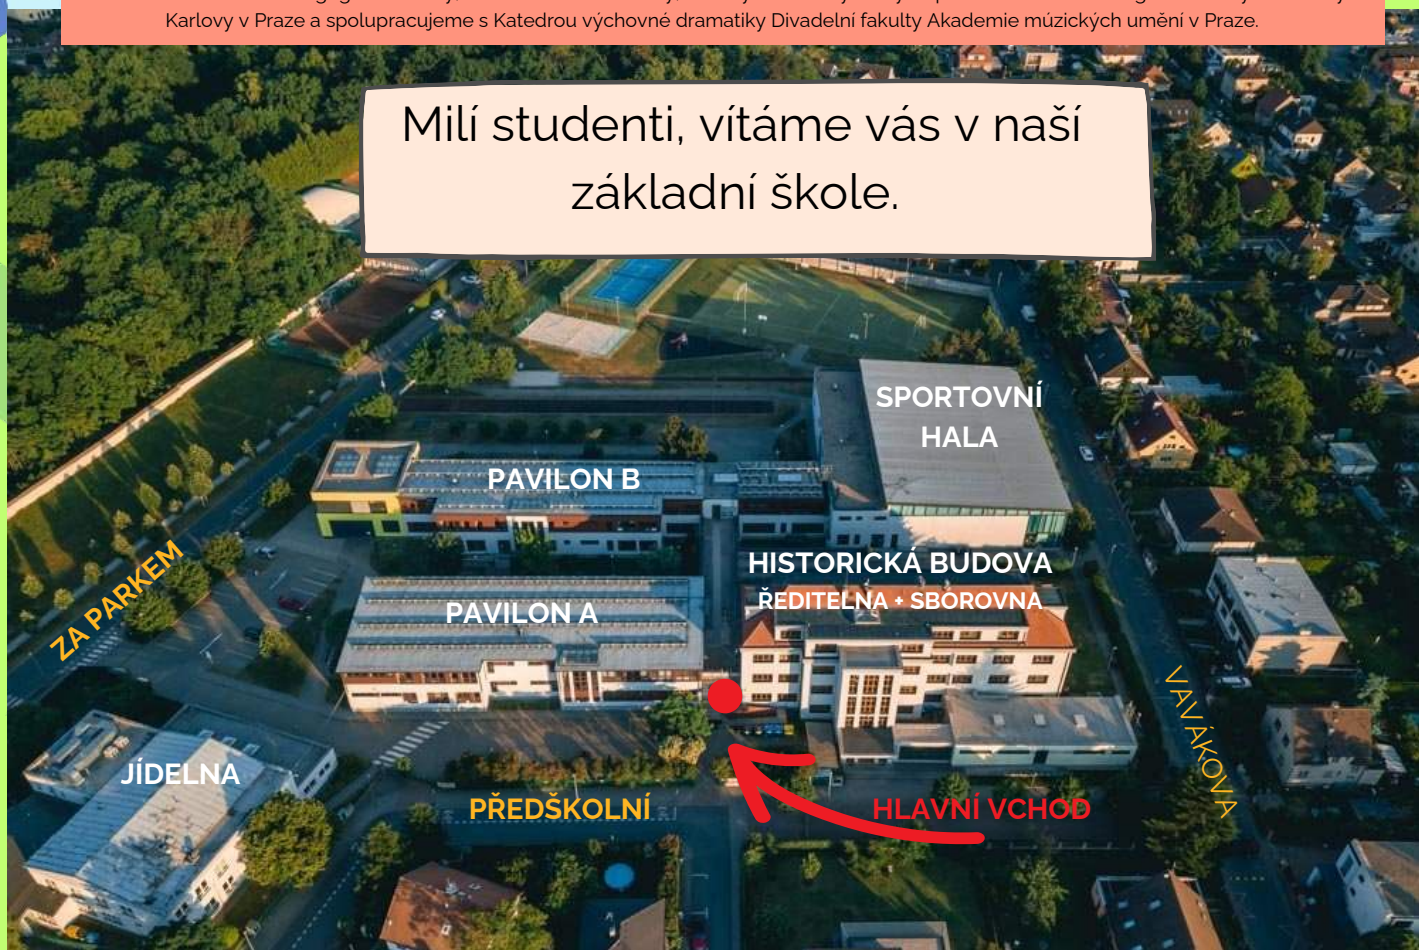 Karlovy v Praze a spolupracujeme s Katedrou výchovné dramatiky Divadelní fakulty Akademie múzických umění v Praze.
Milí studenti, vítáme vás v naší
základní škole.
SPORTOVNÍ
HALA
PAVILON B
HISTORICKÁ BUDOVA
ŘEDITELNA + SBOROVNA
ZA PARKEM
PAVILON A
VAVÁKOVA
JÍDELNA
PŘEDŠKOLNÍ
HLAVNÍ VCHOD